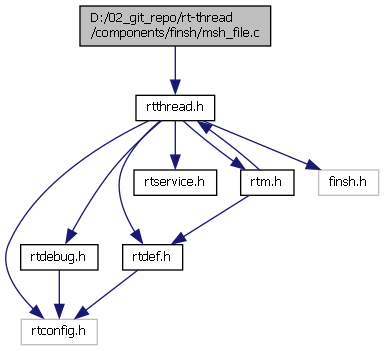 D:/02_git_repo/rt-thread
/components/finsh/msh_file.c
rtthread.h
rtservice.h
rtm.h
finsh.h
rtdebug.h
rtdef.h
rtconfig.h